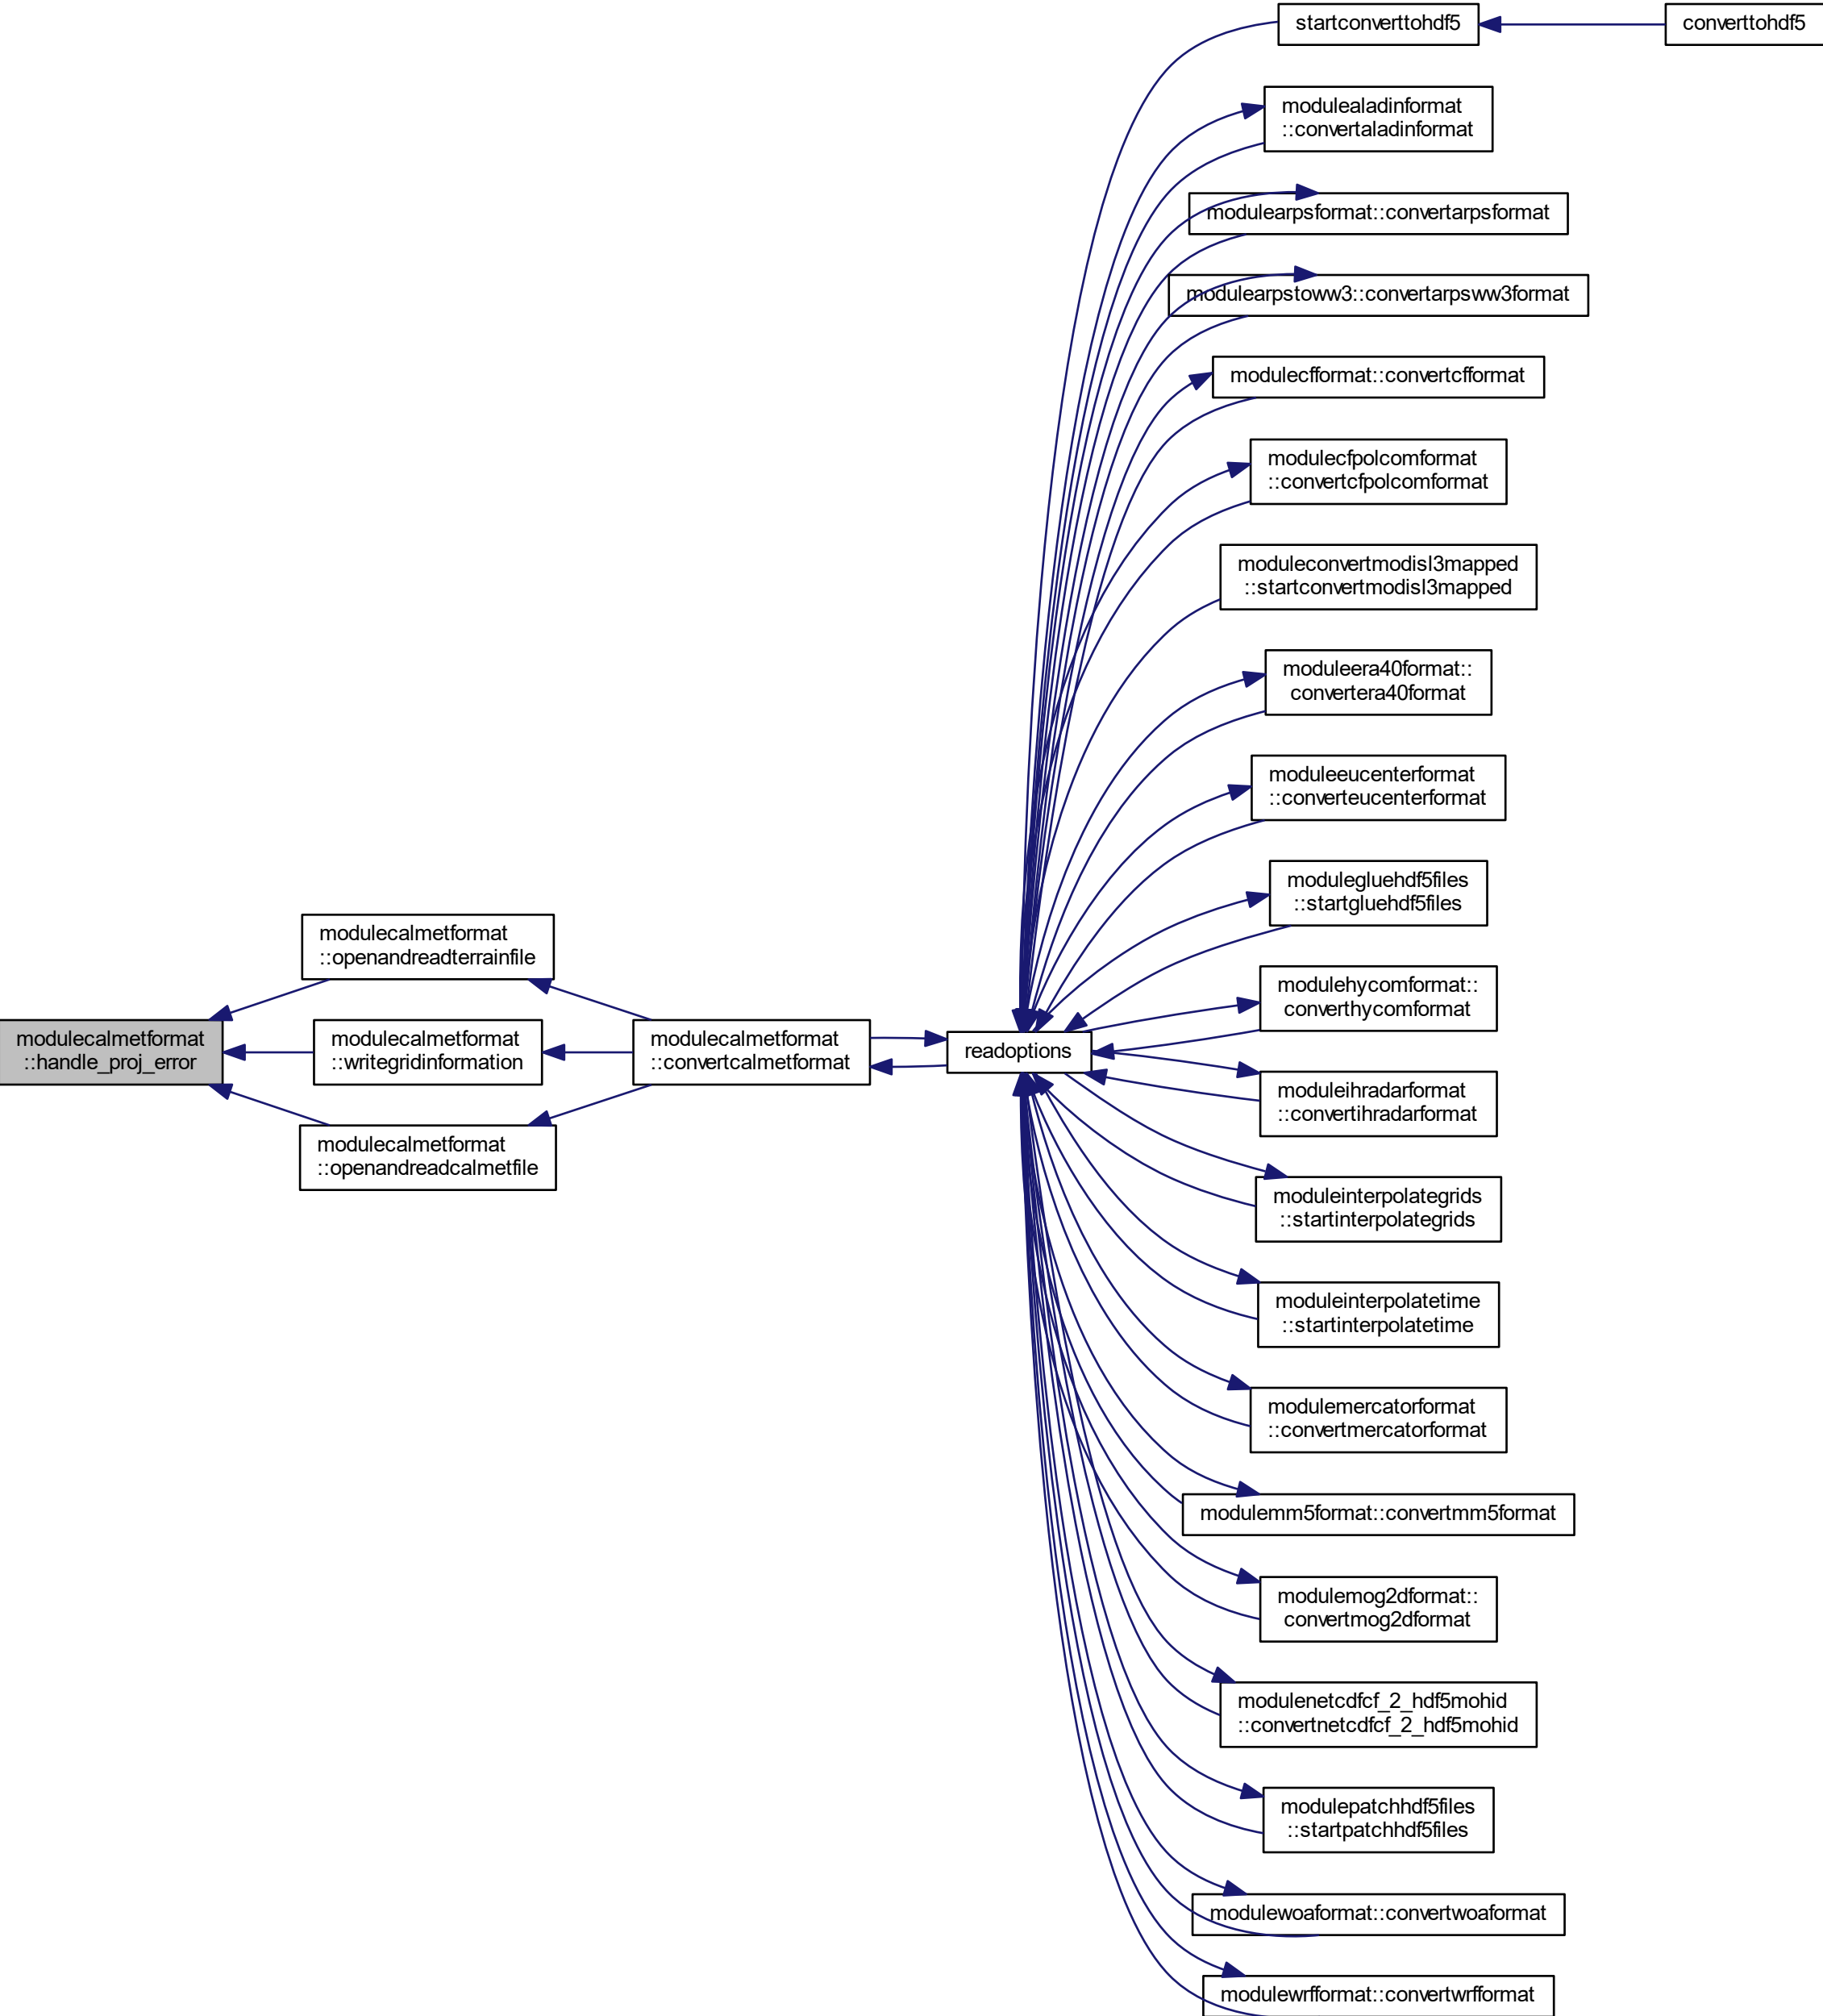 startconverttohdf5
converttohdf5
modulealadinformat
::convertaladinformat
modulearpsformat::convertarpsformat
modulearpstoww3::convertarpsww3format
modulecfformat::convertcfformat
modulecfpolcomformat
::convertcfpolcomformat
moduleconvertmodisl3mapped
::startconvertmodisl3mapped
moduleera40format::
convertera40format
moduleeucenterformat
::converteucenterformat
modulegluehdf5files
::startgluehdf5files
modulecalmetformat
::openandreadterrainfile
modulehycomformat::
converthycomformat
modulecalmetformat
::handle_proj_error
modulecalmetformat
::writegridinformation
modulecalmetformat
::convertcalmetformat
readoptions
moduleihradarformat
::convertihradarformat
modulecalmetformat
::openandreadcalmetfile
moduleinterpolategrids
::startinterpolategrids
moduleinterpolatetime
::startinterpolatetime
modulemercatorformat
::convertmercatorformat
modulemm5format::convertmm5format
modulemog2dformat::
convertmog2dformat
modulenetcdfcf_2_hdf5mohid
::convertnetcdfcf_2_hdf5mohid
modulepatchhdf5files
::startpatchhdf5files
modulewoaformat::convertwoaformat
modulewrfformat::convertwrfformat